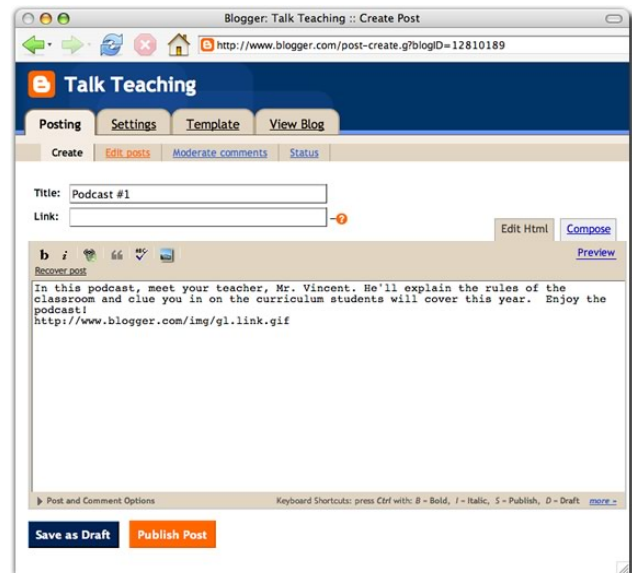 Blogger: Talk Teaching :: Create Post
http://www.blogger.com/post-create.g?blogID=12810189
Talk Teaching
Posting Settings Template View Blog
Create Edit posts Moderate comments Status
Title: Podcast #1
Link:
Edit Html Compose
b i ABC Preview
Recover post
In this podcast, meet your teacher, Mr. Vincent. He'll explain the rules of the
classroom and clue you in on the curriculum students will cover this year.  Enjoy the
podcast!
http://www.blogger.com/img/gl.link.gif
Post and Comment Options Keyboard Shortcuts: press Ctrl with: B = Bold, I = Italic, S = Publish, D = Draft more =
Save as Draft Publish Post